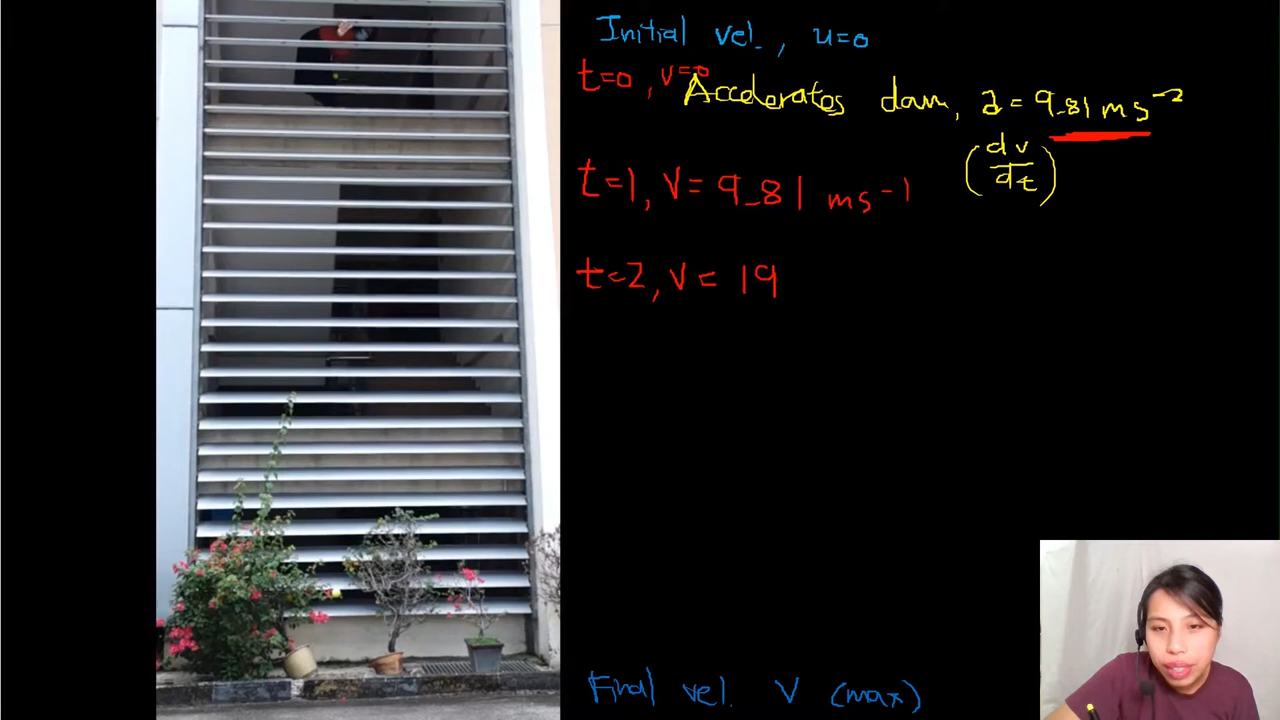 Initial vel., u=0
t=0, v=0
Accelerates down, a = 9.81 ms⁻²
(dv/dt)
t=1, v= 9.81 ms⁻¹
t=2, v= 19
Final vel. v (max)